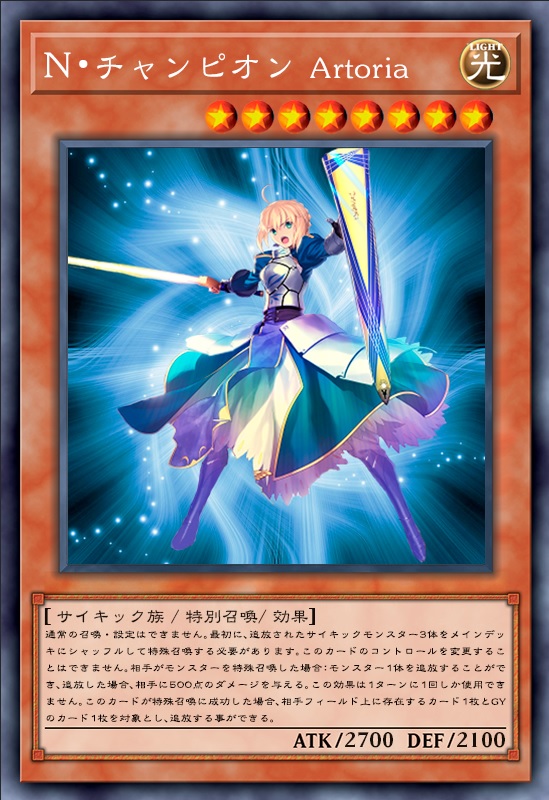 N•チャンピオン Artoria
LIGHT
光
[ サイキック族 / 特別召喚/ 効果]
通常の召喚・設定はできません。最初に、追放されたサイキックモンスター3体をメインデッ
キにシャッフルして特殊召喚する必要があります。このカードのコントロールを変更するこ
とはできません。相手がモンスターを特殊召喚した場合:モンスター1体を追放することがで
き、追放した場合、相手に500点のダメージを与える。この効果は1ターンに1回しか使用でき
ません。このカードが特殊召喚に成功した場合、相手フィールド上に存在するカード1枚とGY
のカード1枚を対象とし、追放する事ができる。
ATK/2700 DEF/2100